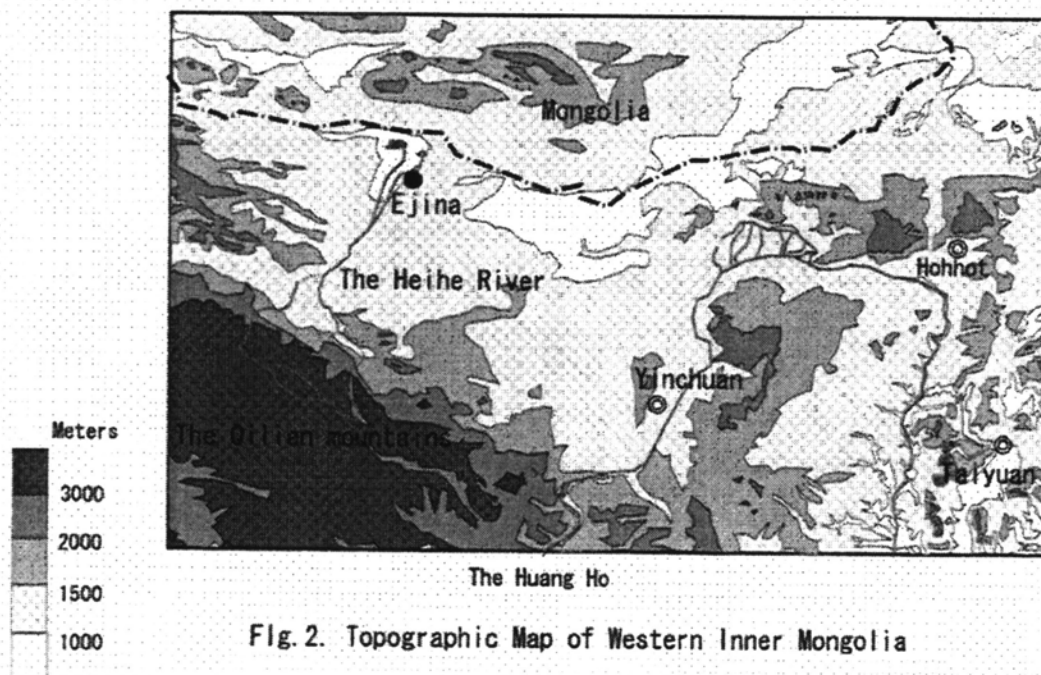 Mongolia
Ejina
The Heihe River
Hohhot
Yinchuan
The Qilian mountains
Taiyuan
Meters
3000
2000
1500
1000
The Huang Ho
Fig. 2. Topographic Map of Western Inner Mongolia